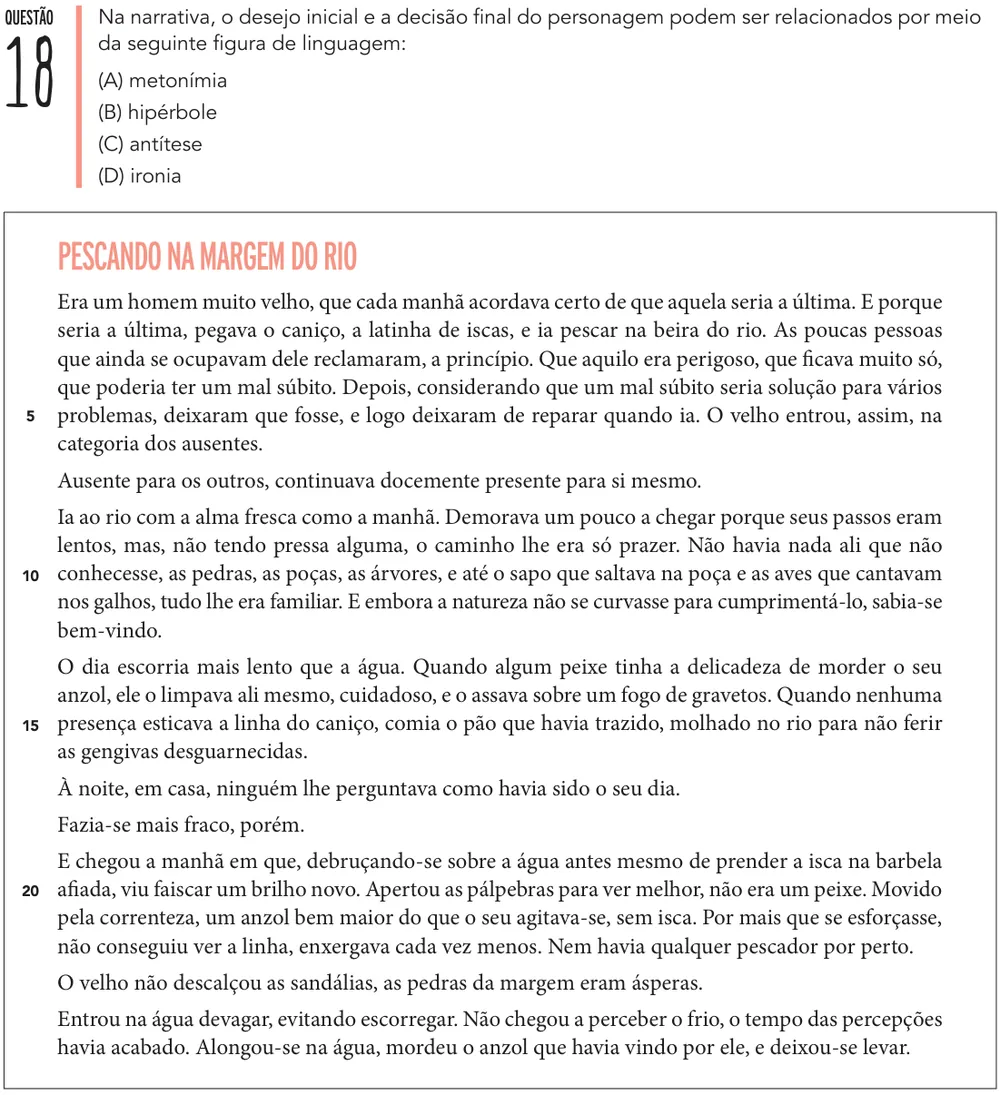 QUESTÃO
18
Na narrativa, o desejo inicial e a decisão final do personagem podem ser relacionados por meio
da seguinte figura de linguagem:
(A) metonímia
(B) hipérbole
(C) antítese
(D) ironia
PESCANDO NA MARGEM DO RIO
Era um homem muito velho, que cada manhã acordava certo de que aquela seria a última. E porque
seria a última, pegava o caniço, a latinha de iscas, e ia pescar na beira do rio. As poucas pessoas
que ainda se ocupavam dele reclamaram, a princípio. Que aquilo era perigoso, que ficava muito só,
que poderia ter um mal súbito. Depois, considerando que um mal súbito seria solução para vários
5 problemas, deixaram que fosse, e logo deixaram de reparar quando ia. O velho entrou, assim, na
categoria dos ausentes.
Ausente para os outros, continuava docemente presente para si mesmo.
Ia ao rio com a alma fresca como a manhã. Demorava um pouco a chegar porque seus passos eram
lentos, mas, não tendo pressa alguma, o caminho lhe era só prazer. Não havia nada ali que não
10 conhecesse, as pedras, as poças, as árvores, e até o sapo que saltava na poça e as aves que cantavam
nos galhos, tudo lhe era familiar. E embora a natureza não se curvasse para cumprimentá-lo, sabia-se
bem-vindo.
O dia escorria mais lento que a água. Quando algum peixe tinha a delicadeza de morder o seu
anzol, ele o limpava ali mesmo, cuidadoso, e o assava sobre um fogo de gravetos. Quando nenhuma
15 presença esticava a linha do caniço, comia o pão que havia trazido, molhado no rio para não ferir
as gengivas desguarnecidas.
À noite, em casa, ninguém lhe perguntava como havia sido o seu dia.
Fazia-se mais fraco, porém.
E chegou a manhã em que, debruçando-se sobre a água antes mesmo de prender a isca na barbela
20 afiada, viu faiscar um brilho novo. Apertou as pálpebras para ver melhor, não era um peixe. Movido
pela correnteza, um anzol bem maior do que o seu agitava-se, sem isca. Por mais que se esforçasse,
não conseguiu ver a linha, enxergava cada vez menos. Nem havia qualquer pescador por perto.
O velho não descalçou as sandálias, as pedras da margem eram ásperas.
Entrou na água devagar, evitando escorregar. Não chegou a perceber o frio, o tempo das percepções
havia acabado. Alongou-se na água, mordeu o anzol que havia vindo por ele, e deixou-se levar.